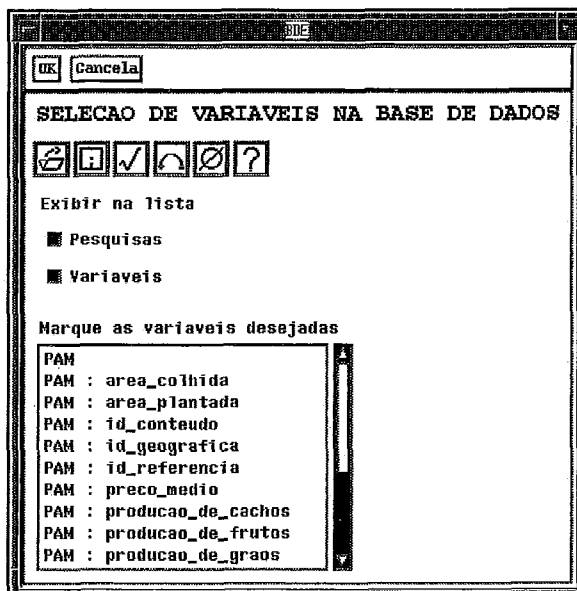 BDE
OK Cancela
SELECAO DE VARIAVEIS NA BASE DE DADOS
i ?
Exibir na lista
Pesquisas
Variaveis
Marque as variaveis desejadas
PAM
PAM : area_colhida
PAM : area_plantada
PAM : id_conteudo
PAM : id_geografica
PAM : id_referencia
PAM : preco_medio
PAM : producao_de_cachos
PAM : producao_de_frutos
PAM : producao_de_graos